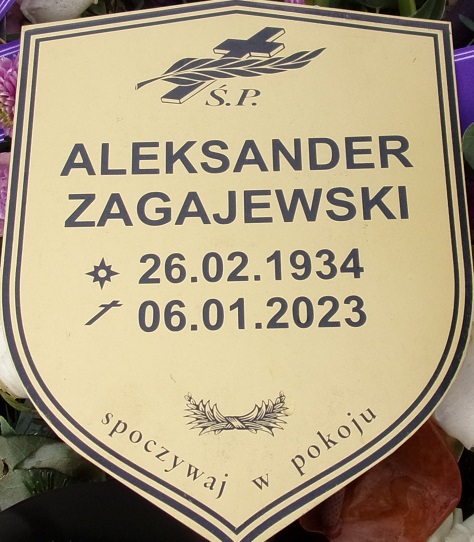 Ś.P.
ALEKSANDER
ZAGAJEWSKI
26.02.1934
06.01.2023
spoczywaj w pokoju